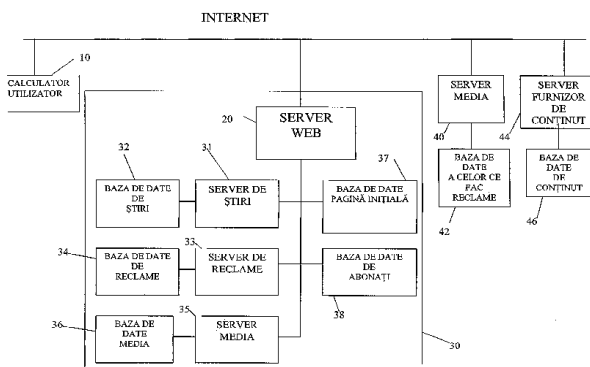 INTERNET
10
CALCULATOR
UTILIZATOR
20
SERVER
WEB
SERVER
MEDIA
40
SERVER
FURNIZOR
DE
CONȚINUT
44
32
BAZA DE DATE
DE
ȘTIRI
31
SERVER DE
ȘTIRI
37
BAZA DE DATE
PAGINĂ INIȚIALĂ
BAZA DE
DATE
A CELOR CE
FAC
RECLAME
42
BAZA DE
DATE
DE
CONȚINUT
46
34
BAZA DE DATE
DE
RECLAME
33
SERVER DE
RECLAME
BAZA DE DATE
DE
ABONAȚI
38
36
BAZA DE
DATE
MEDIA
35
SERVER
MEDIA
30